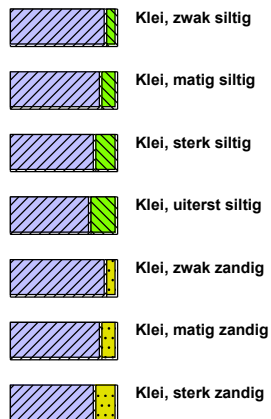 Klei, zwak siltig
Klei, matig siltig
Klei, sterk siltig
Klei, uiterst siltig
Klei, zwak zandig
Klei, matig zandig
Klei, sterk zandig